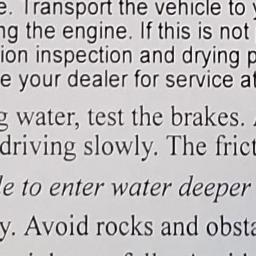 e. Transport the vehicle to
ng the engine. If this is not
ion inspection and drying p
e your dealer for service at
g water, test the brakes.
driving slowly. The frict
le to enter water deeper
y. Avoid rocks and obsta